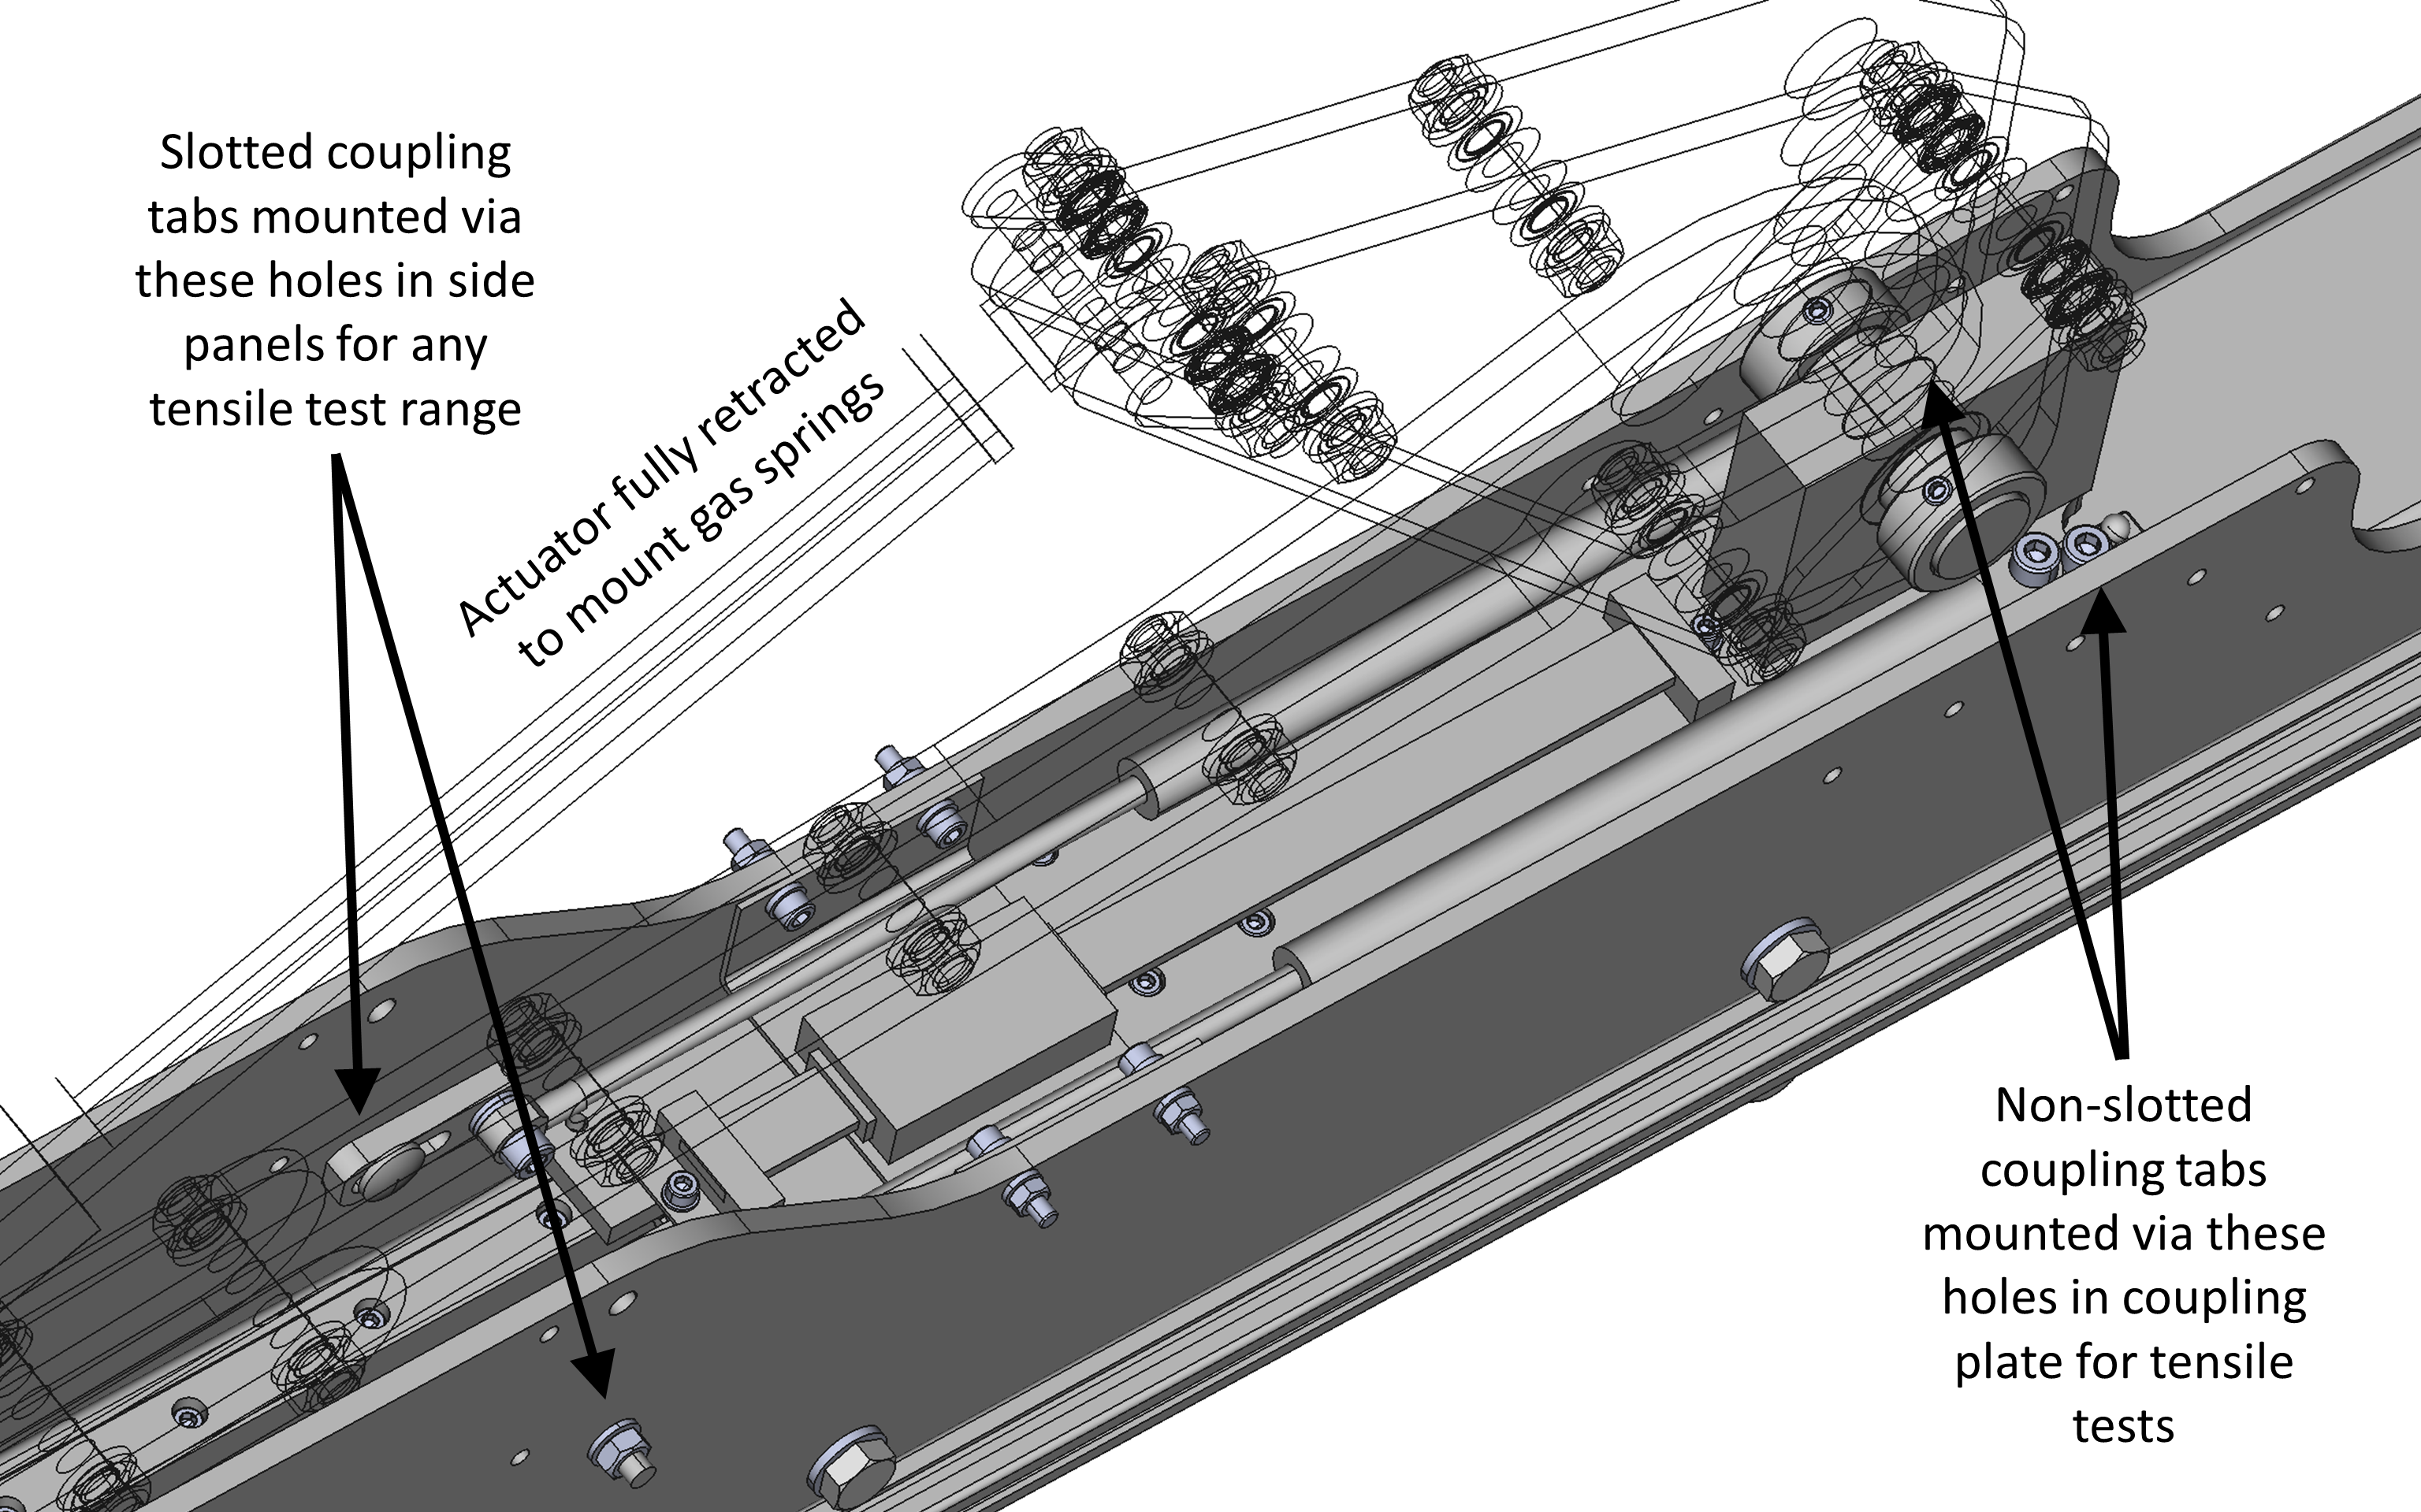 Slotted coupling
tabs mounted via
these holes in side
panels for any
tensile test range
Actuator fully retracted
to mount gas springs
Non-slotted
coupling tabs
mounted via these
holes in coupling
plate for tensile
tests